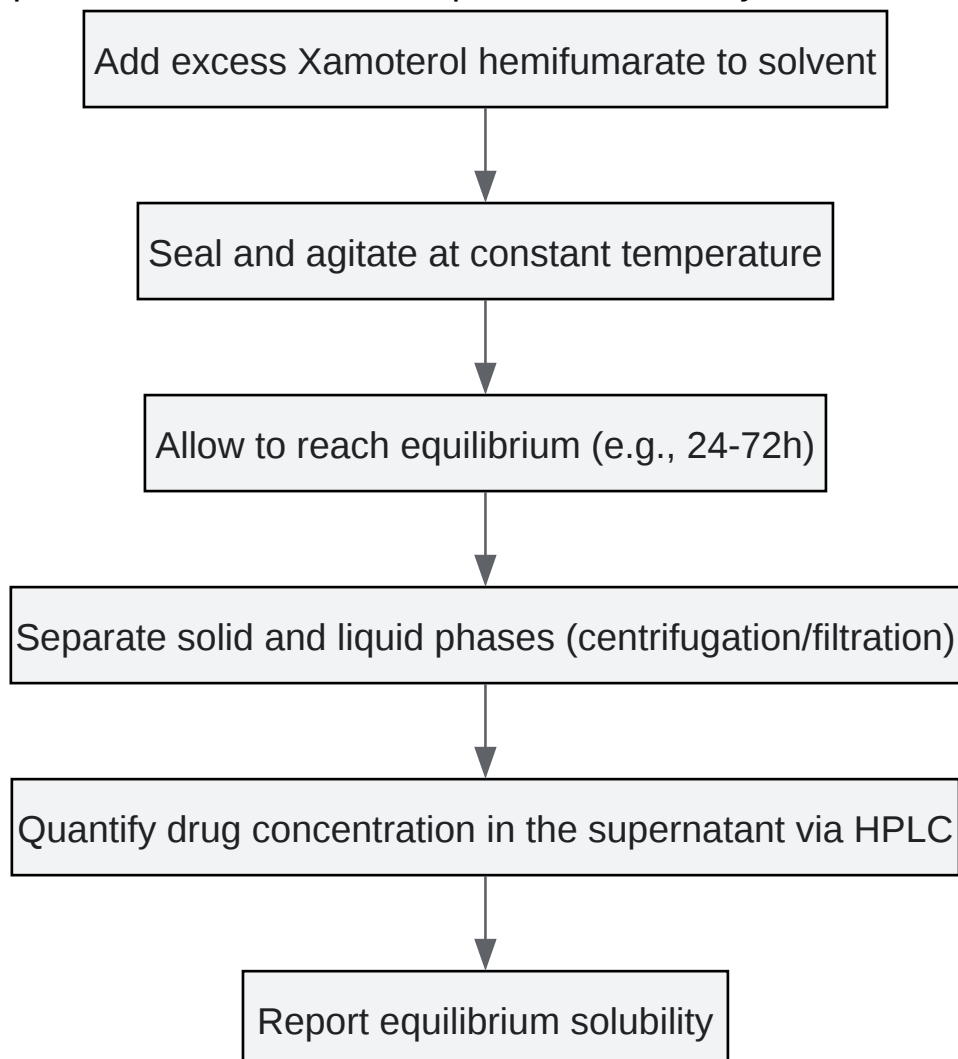 Add excess Xamoterol hemifumarate to solvent
Seal and agitate at constant temperature
Allow to reach equilibrium (e.g., 24-72h)
Separate solid and liquid phases (centrifugation/filtration)
Quantify drug concentration in the supernatant via HPLC
Report equilibrium solubility